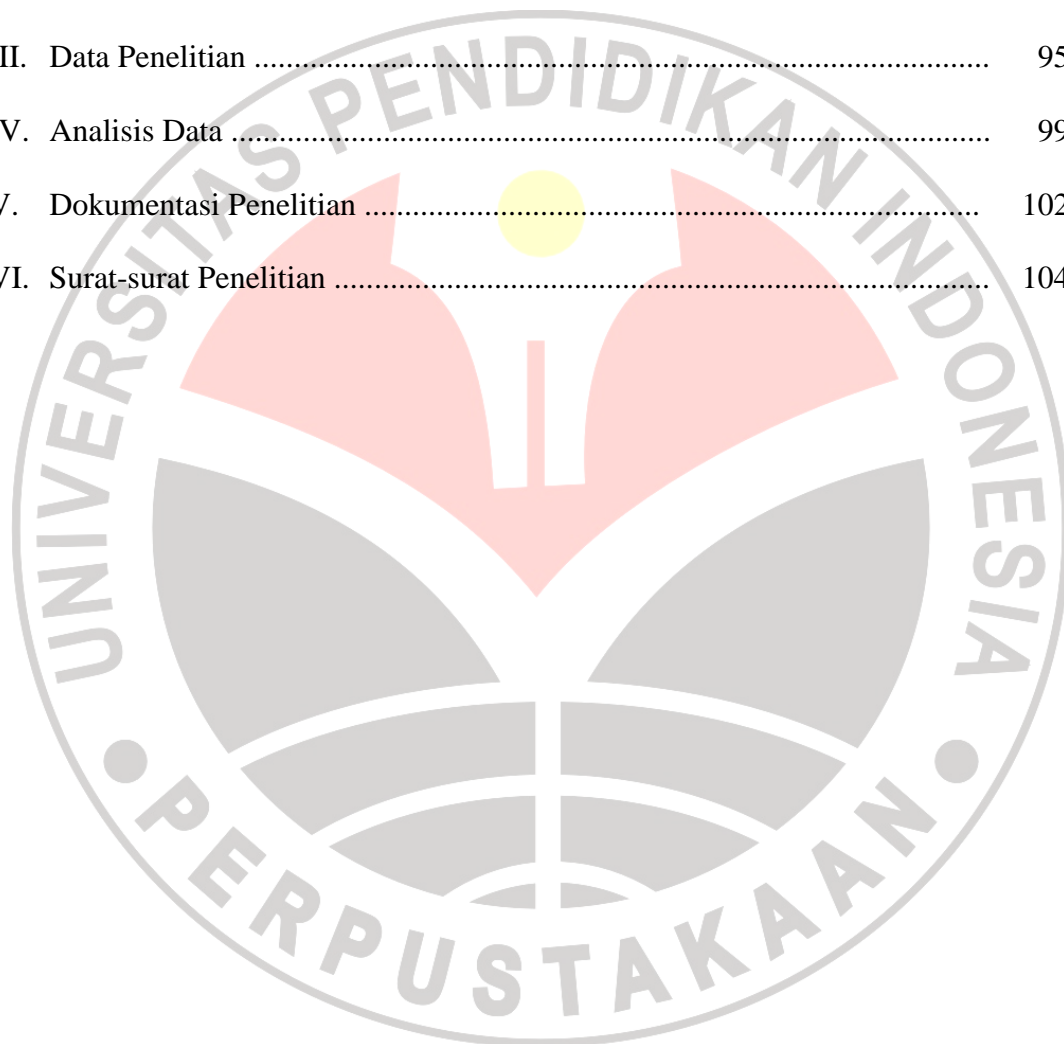 II. Data Penelitian ........................................................................................... 95
V. Analisis Data .............................................................................................. 99
V. Dokumentasi Penelitian ............................................................................ 102
VI. Surat-surat Penelitian ................................................................................. 104
UNIVERSITAS PENDIDIKAN INDONESIA
PERPUSTAKAAN